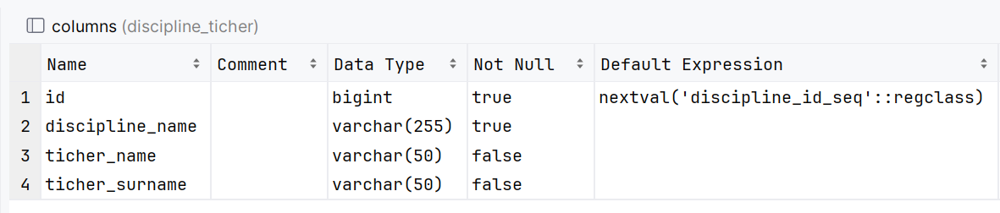 columns (discipline_ticher)
Name Comment Data Type Not Null Default Expression
1 id bigint true nextval('discipline_id_seq'::regclass)
2 discipline_name varchar(255) true
3 ticher_name varchar(50) false
4 ticher_surname varchar(50) false